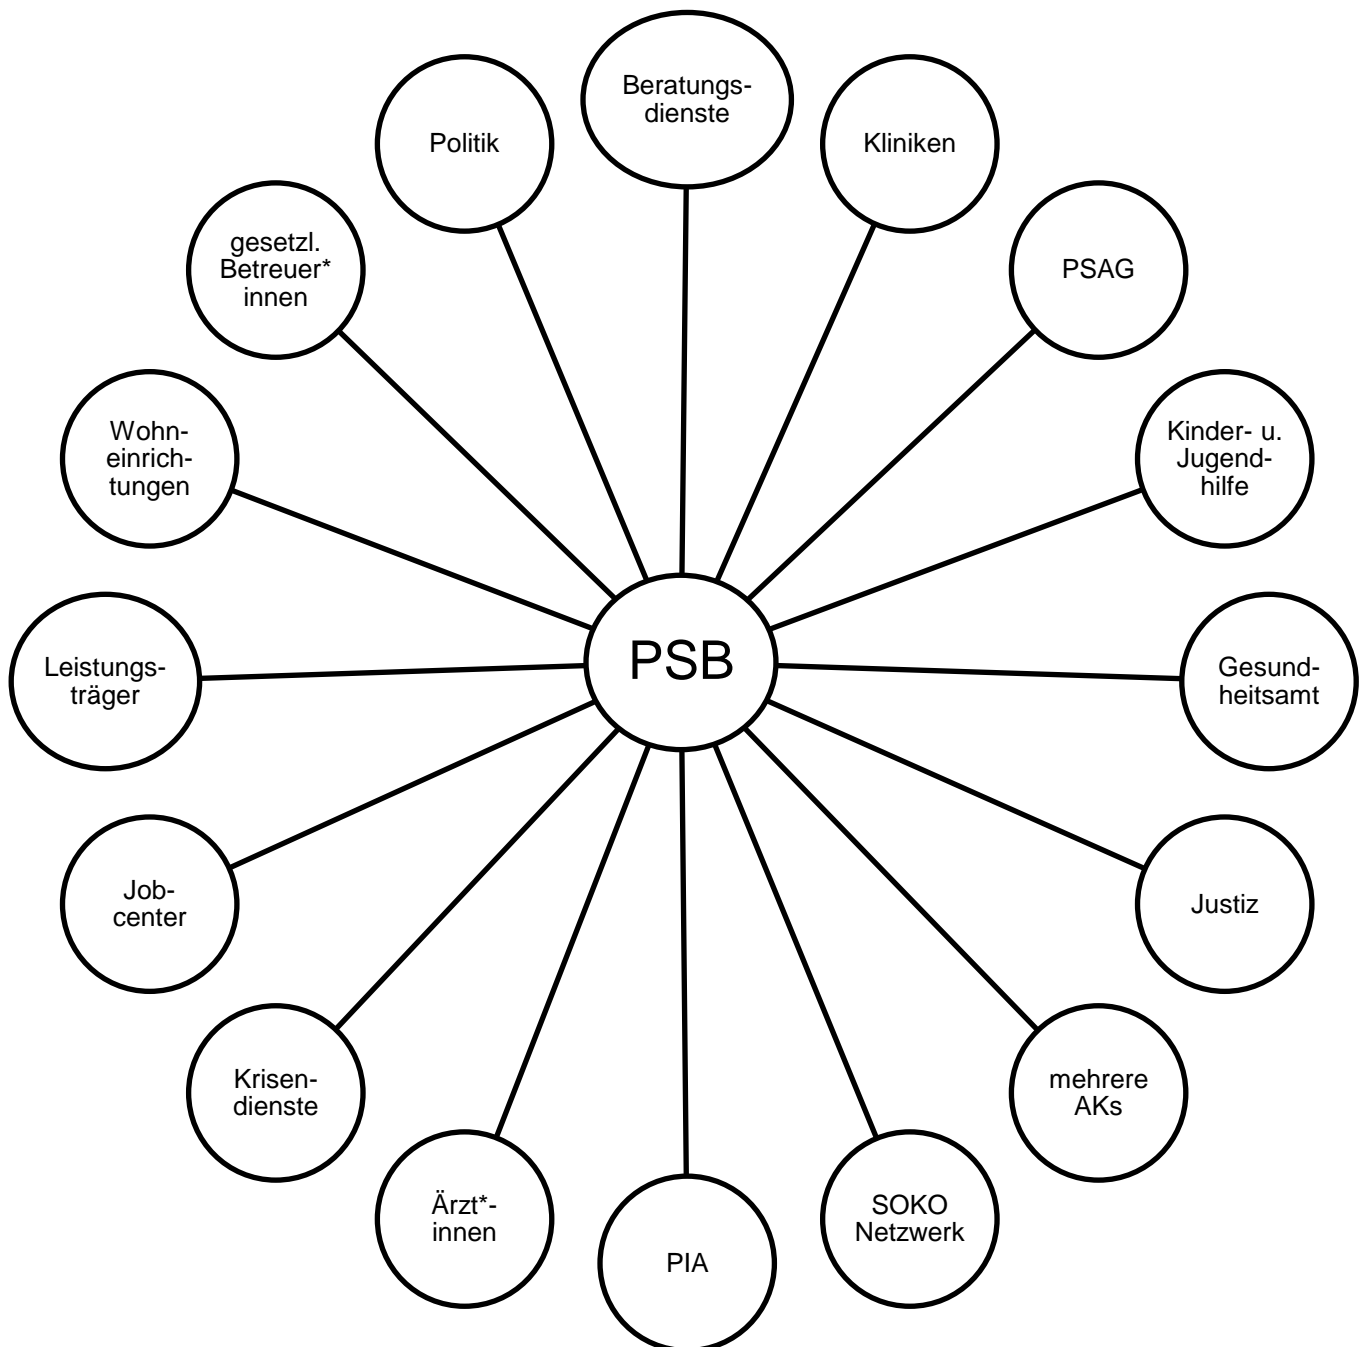 Beratungs-
dienste
Kliniken
PSAG
Kinder- u.
Jugend-
hilfe
Gesund-
heitsamt
Justiz
mehrere
AKs
SOKO
Netzwerk
PIA
Ärzt*-
innen
Krisen-
dienste
Job-
center
Leistungs-
träger
Wohn-
einrich-
tungen
gesetzl.
Betreuer*
innen
Politik
PSB